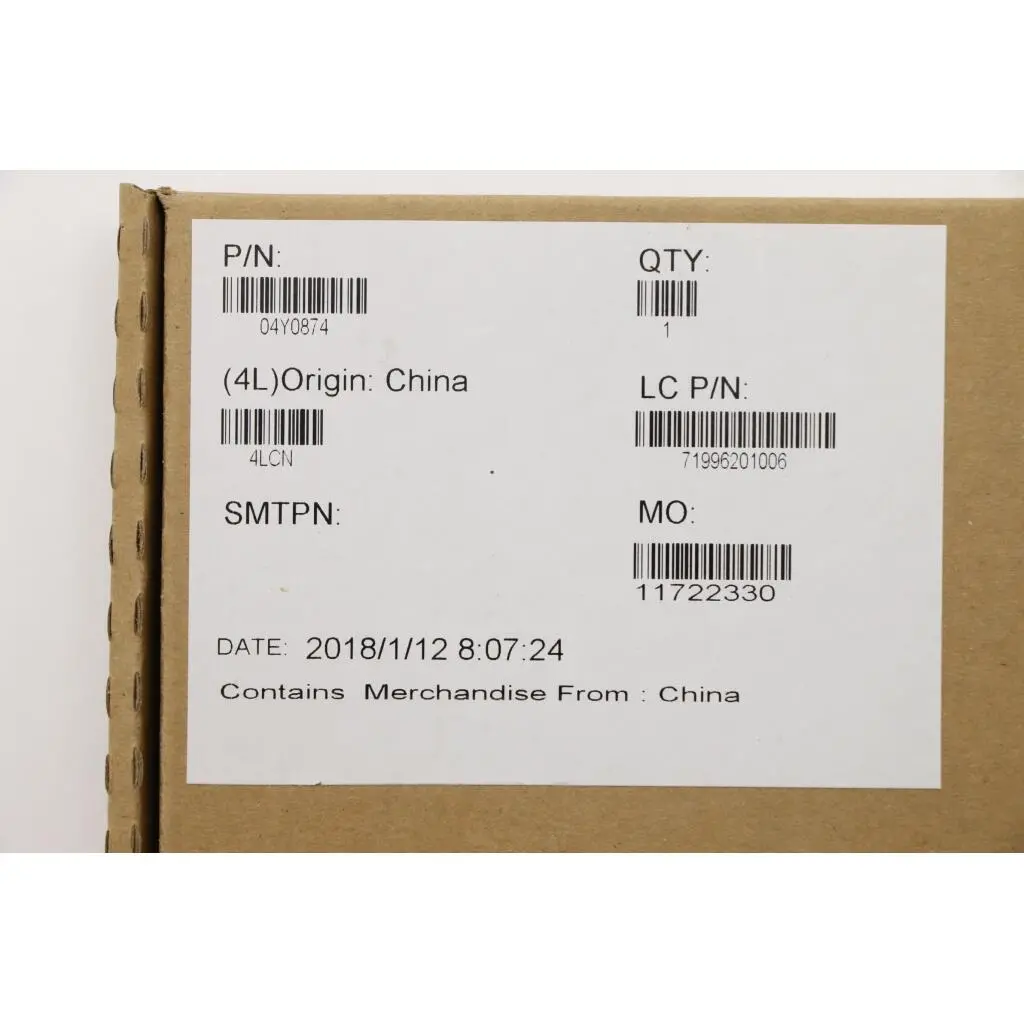 P/N:
04Y0874
QTY:
1
(4L)Origin: China
4LCN
LC P/N:
71996201006
SMTPN:
MO:
11722330
DATE: 2018/1/12 8:07:24
Contains Merchandise From : China